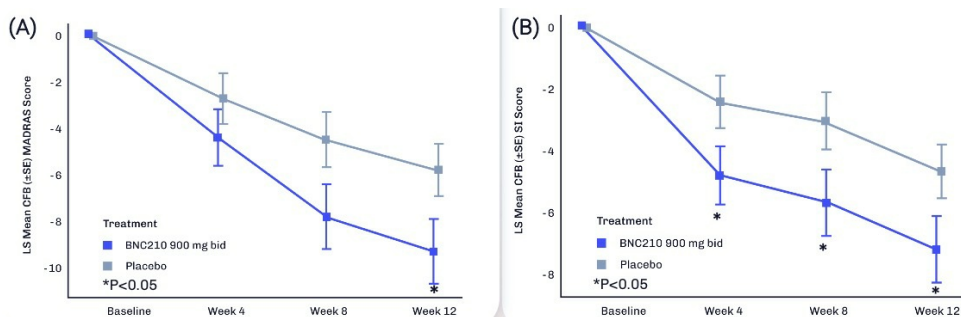 (A)
LS Mean CFB (±SE) MADRAS Score
0
-2
-4
-6
-8
-10
Treatment
BNC210 900 mg bid
Placebo
*P<0.05
*
Baseline Week 4 Week 8 Week 12
(B)
LS Mean CFB (±SE) SI Score
0
-2
-4
-6
-8
*
*
Treatment
BNC210 900 mg bid
Placebo
*P<0.05
*
Baseline Week 4 Week 8 Week 12